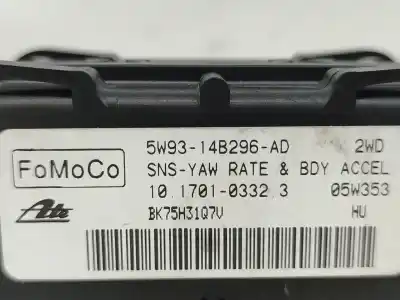 5W93-14B296-AD 2WD
FoMoCo SNS-YAW RATE & BDY ACCEL
10.1701-0332.3 05W353
Ate BK75H31Q7V HU